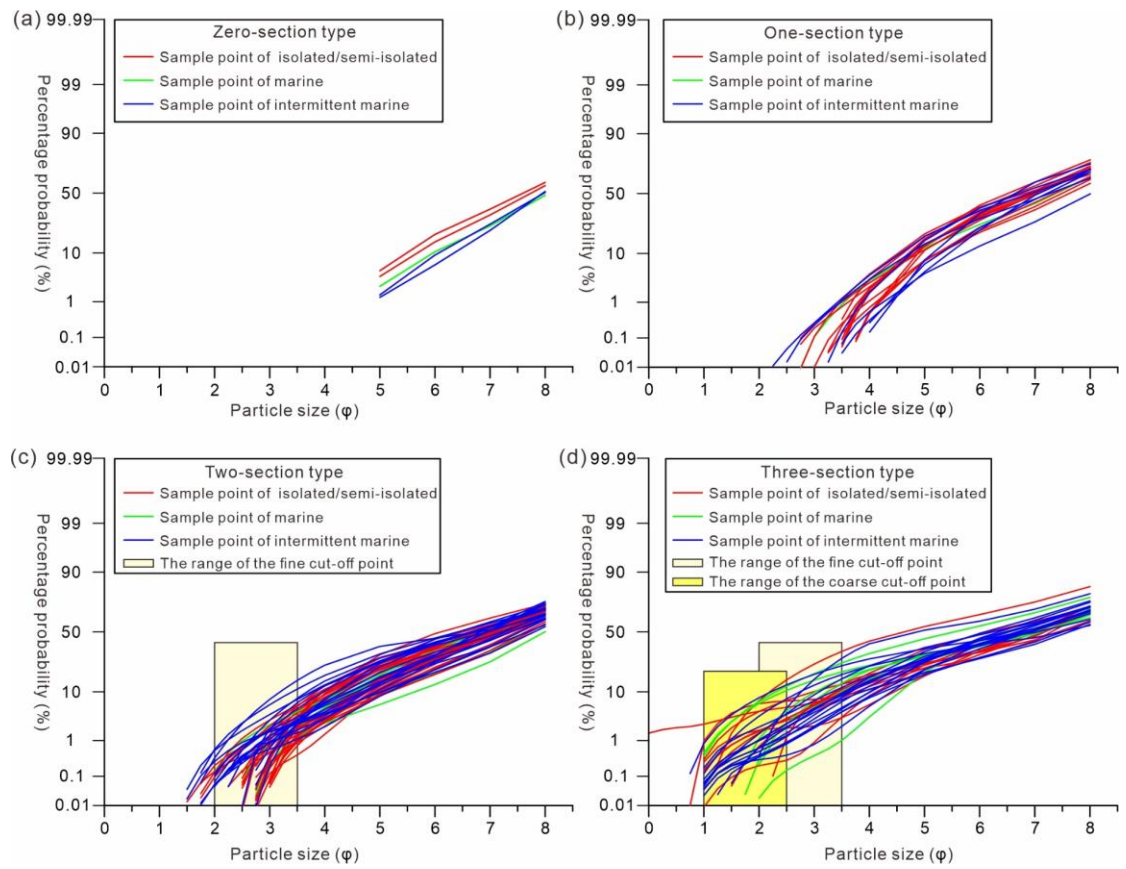 (a)
99.99
99
90
50
10
1
0.1
0.01
Percentage probability (%)
Zero-section type
Sample point of isolated/semi-isolated
Sample point of marine
Sample point of intermittent marine
0 1 2 3 4 5 6 7 8
Particle size (φ)
(b)
99.99
99
90
50
10
1
0.1
0.01
Percentage probability (%)
One-section type
Sample point of isolated/semi-isolated
Sample point of marine
Sample point of intermittent marine
0 1 2 3 4 5 6 7 8
Particle size (φ)
(c)
99.99
99
90
50
10
1
0.1
0.01
Percentage probability (%)
Two-section type
Sample point of isolated/semi-isolated
Sample point of marine
Sample point of intermittent marine
The range of the fine cut-off point
0 1 2 3 4 5 6 7 8
Particle size (φ)
(d)
99.99
99
90
50
10
1
0.1
0.01
Percentage probability (%)
Three-section type
Sample point of isolated/semi-isolated
Sample point of marine
Sample point of intermittent marine
The range of the fine cut-off point
The range of the coarse cut-off point
0 1 2 3 4 5 6 7 8
Particle size (φ)